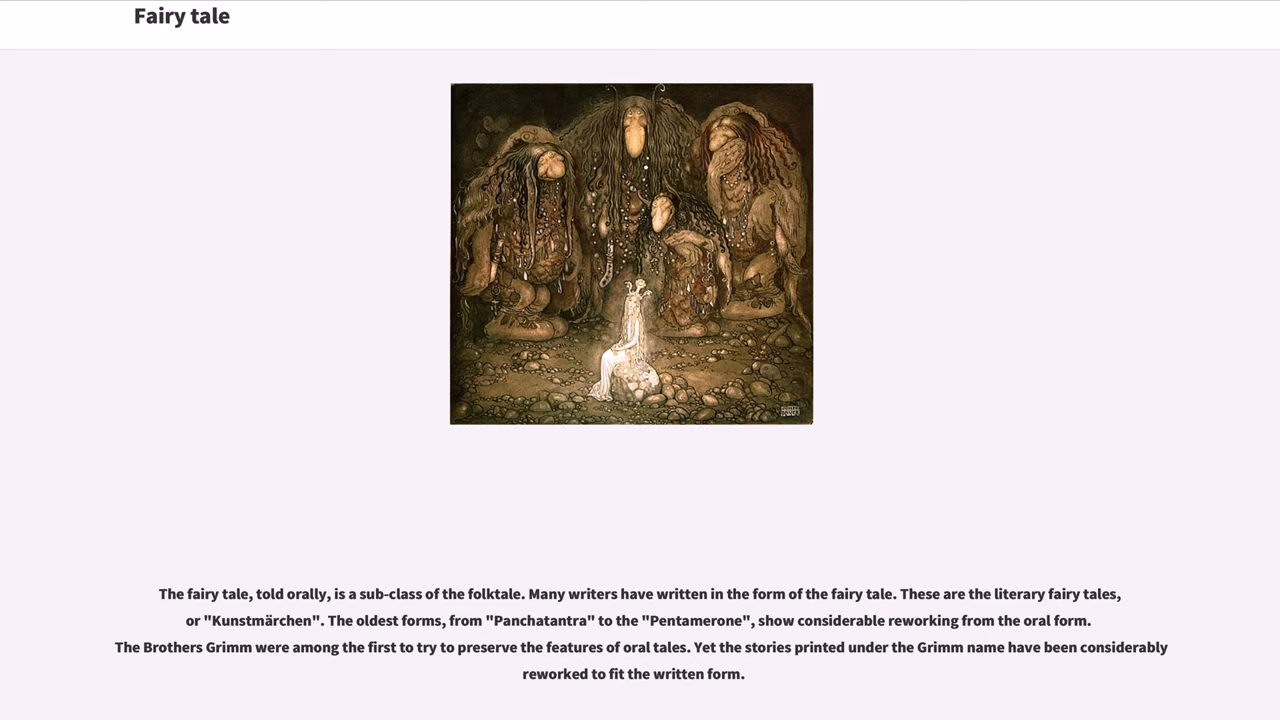 Fairy tale
The fairy tale, told orally, is a sub-class of the folktale. Many writers have written in the form of the fairy tale. These are the literary fairy tales,
or "Kunstmärchen". The oldest forms, from "Panchatantra" to the "Pentamerone", show considerable reworking from the oral form.
The Brothers Grimm were among the first to try to preserve the features of oral tales. Yet the stories printed under the Grimm name have been considerably
reworked to fit the written form.